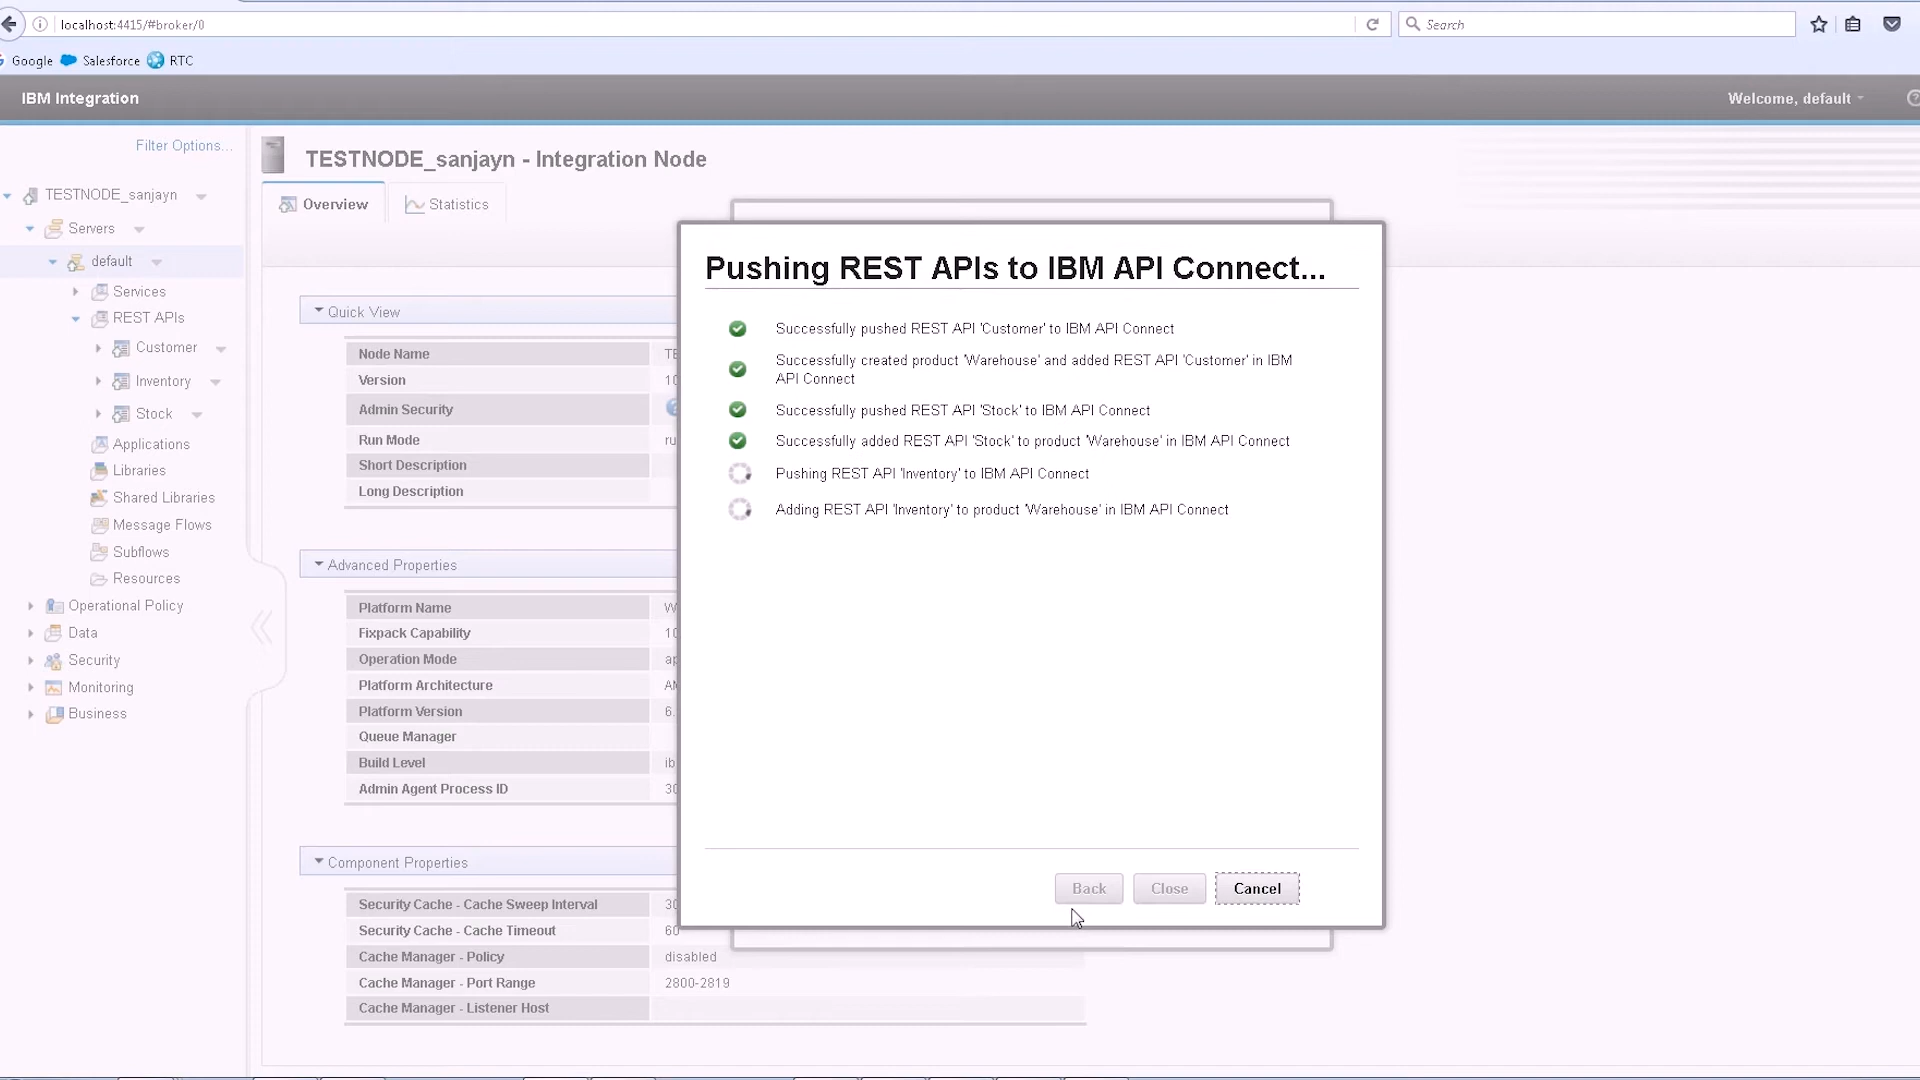 localhost:4415/#broker/0
Search
Google
Salesforce
RTC
IBM Integration
Welcome, default
Filter Options...
TESTNODE_sanjayn - Integration Node
TESTNODE_sanjayn
Servers
default
Services
REST APIs
Customer
Inventory
Stock
Applications
Libraries
Shared Libraries
Message Flows
Subflows
Resources
Operational Policy
Data
Security
Monitoring
Business
Overview
Statistics
Quick View
Node Name
Version
Admin Security
Run Mode
Short Description
Long Description
Advanced Properties
Platform Name
Fixpack Capability
Operation Mode
Platform Architecture
Platform Version
Queue Manager
Build Level
Admin Agent Process ID
Component Properties
Security Cache - Cache Sweep Interval
Security Cache - Cache Timeout
60
Cache Manager - Policy
disabled
Cache Manager - Port Range
2800-2819
Cache Manager - Listener Host
Pushing REST APIs to IBM API Connect...
Successfully pushed REST API 'Customer' to IBM API Connect
Successfully created product 'Warehouse' and added REST API 'Customer' in IBM
API Connect
Successfully pushed REST API 'Stock' to IBM API Connect
Successfully added REST API 'Stock' to product 'Warehouse' in IBM API Connect
Pushing REST API 'Inventory' to IBM API Connect
Adding REST API 'Inventory' to product 'Warehouse' in IBM API Connect
Back
Close
Cancel